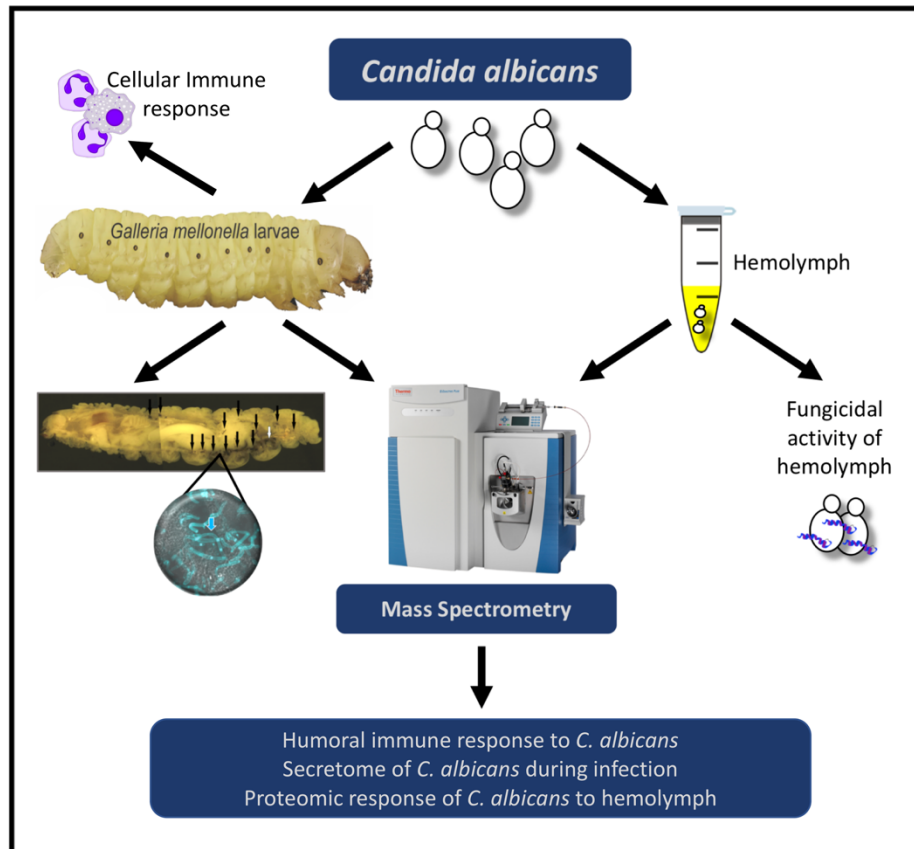 Candida albicans
Cellular Immune
response
Galleria mellonella larvae
Hemolymph
Fungicidal
activity of
hemolymph
Mass Spectrometry
Humoral immune response to C. albicans
Secretome of C. albicans during infection
Proteomic response of C. albicans to hemolymph